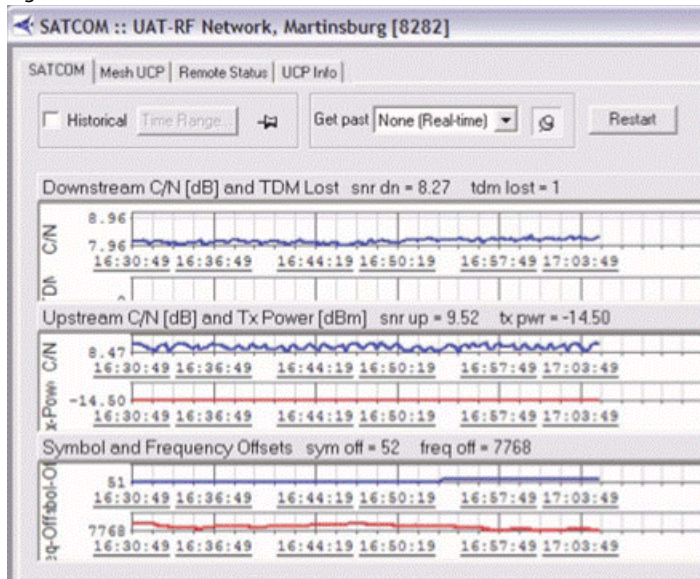 SATCOM :: UAT-RF Network, Martinsburg [8282]
SATCOM Mesh UCP Remote Status UCP Info
Historical Time Range... Get past None (Real-time) Restart
Downstream C/N [dB] and TDM Lost snr dn = 8.27 tdm lost = 1
C/N 8.96
7.96
16:30:49 16:36:49 16:44:19 16:50:19 16:57:49 17:03:49
Upstream C/N [dB] and Tx Power [dBm] snr up = 9.52 tx pwr = -14.50
C/N 8.47
16:30:49 16:36:49 16:44:19 16:50:19 16:57:49 17:03:49
x-Powe -14.50
16:30:49 16:36:49 16:44:19 16:50:19 16:57:49 17:03:49
Symbol and Frequency Offsets sym off = 52 freq off = 7768
51
16:30:49 16:36:49 16:44:19 16:50:19 16:57:49 17:03:49
7768
16:30:49 16:36:49 16:44:19 16:50:19 16:57:49 17:03:49